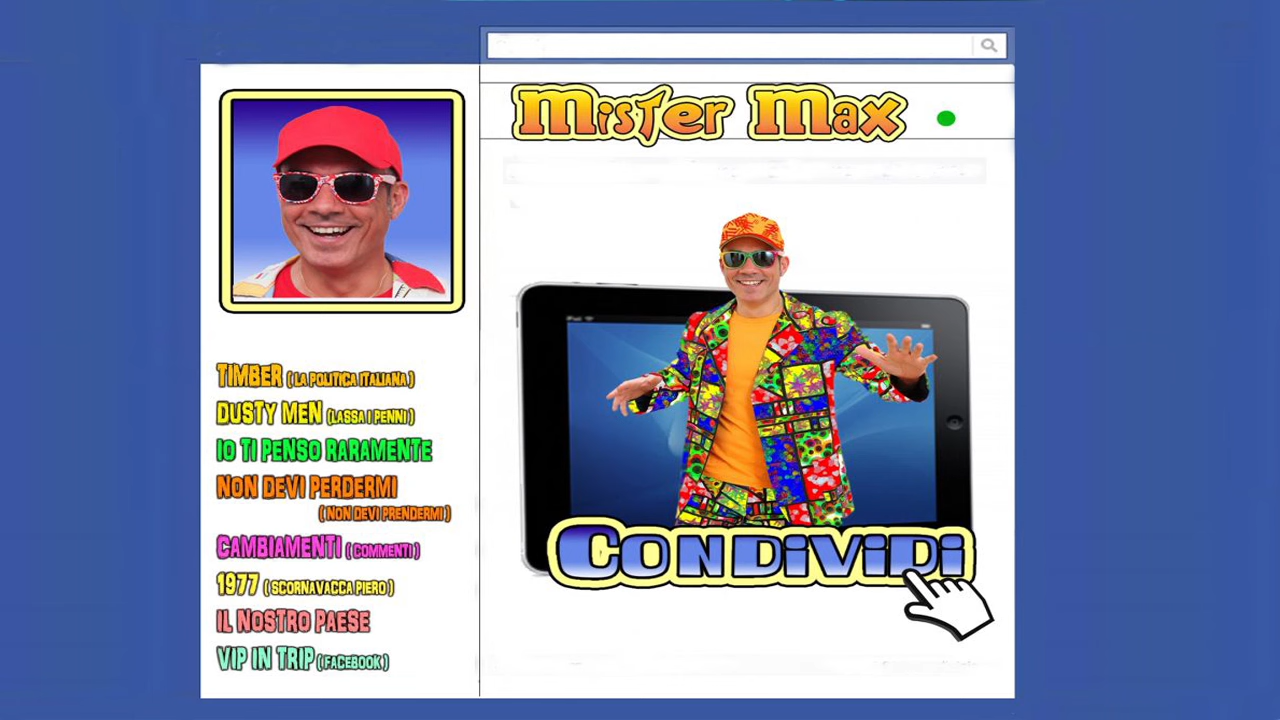 Mister Max
TIMBER ( LA POLITICA ITALIANA )
DUSTY MEN (LASSA I PENNI )
IO TI PENSO RARAMENTE
NON DEVI PERDERMI
( NON DEVI PRENDERMI )
CAMBIAMENTI ( COMMENTI )
1977 ( SCORNAVACCA PIERO )
IL NOSTRO PAESE
VIP IN TRIP ( FACEBOOK )
CONDIVIDI